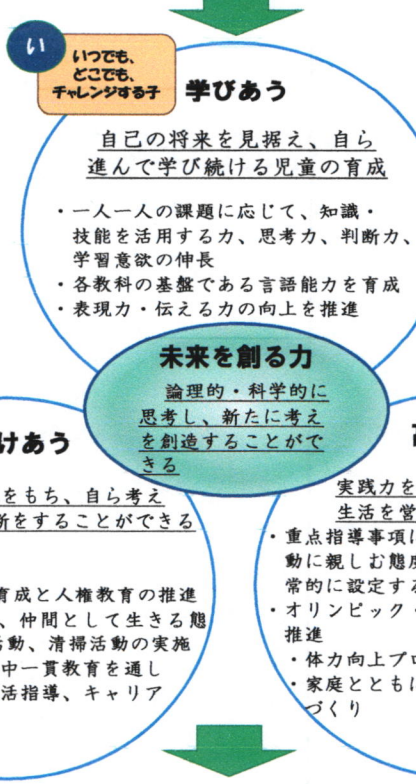 い
いつでも、
どこでも、
チャレンジする子
学びあう
自己の将来を見据え、自ら
進んで学び続ける児童の育成
・一人一人の課題に応じて、知識・
技能を活用する力、思考力、判断力、
学習意欲の伸長
・各教科の基盤である言語能力を育成
・表現力・伝える力の向上を推進
未来を創る力
論理的・科学的に
思考し、新たに考え
を創造することがで
きる
けあう
をもち、自ら考え
断をすることができる
育成と人権教育の推進
、仲間として生きる態
活動、清掃活動の実施
中一貫教育を通し
活指導、キャリア
実践力を
生活を営
・重点指導事項に
動に親しむ態度
常的に設定する
・オリンピック・
推進
・体力向上プロ
・家庭とともに
づくり